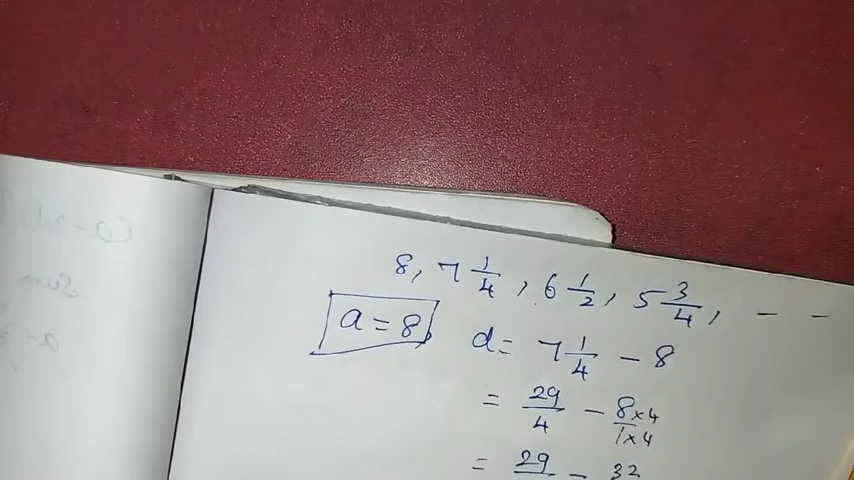 8, 7 1/4, 6 1/2, 5 3/4, - -
a = 8, d = 7 1/4 - 8
= 29/4 - 8×4/1×4
= 29 - 32